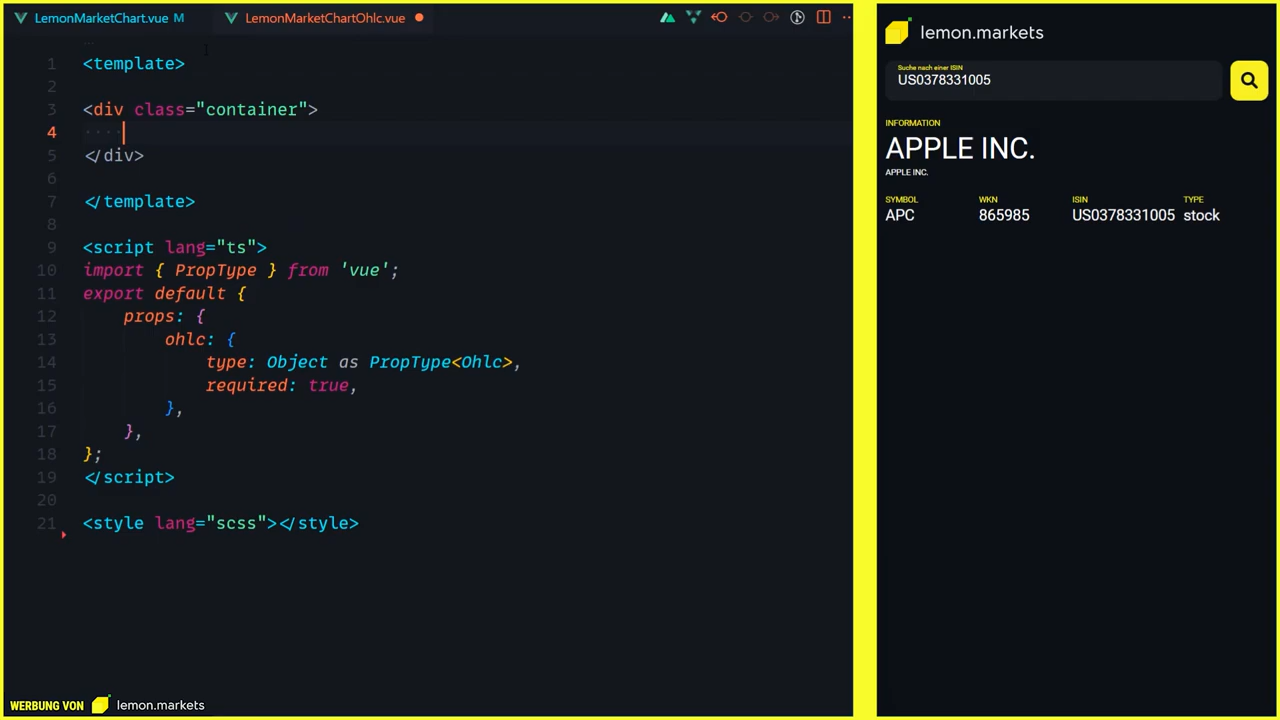 LemonMarketChart.vue M
LemonMarketChartOhlc.vue
1 <template>
2
3 <div class="container">
4
5 </div>
6
7 </template>
8
9 <script lang="ts">
10 import { PropType } from 'vue';
11 export default {
12 props: {
13 ohlc: {
14 type: Object as PropType<Ohlc>,
15 required: true,
16 },
17 },
18 };
19 </script>
20
21 <style lang="scss"></style>
WERBUNG VON lemon.markets
lemon.markets
Suche nach einer ISIN
US0378331005
INFORMATION
APPLE INC.
APPLE INC.
SYMBOL WKN ISIN TYPE
APC 865985 US0378331005 stock